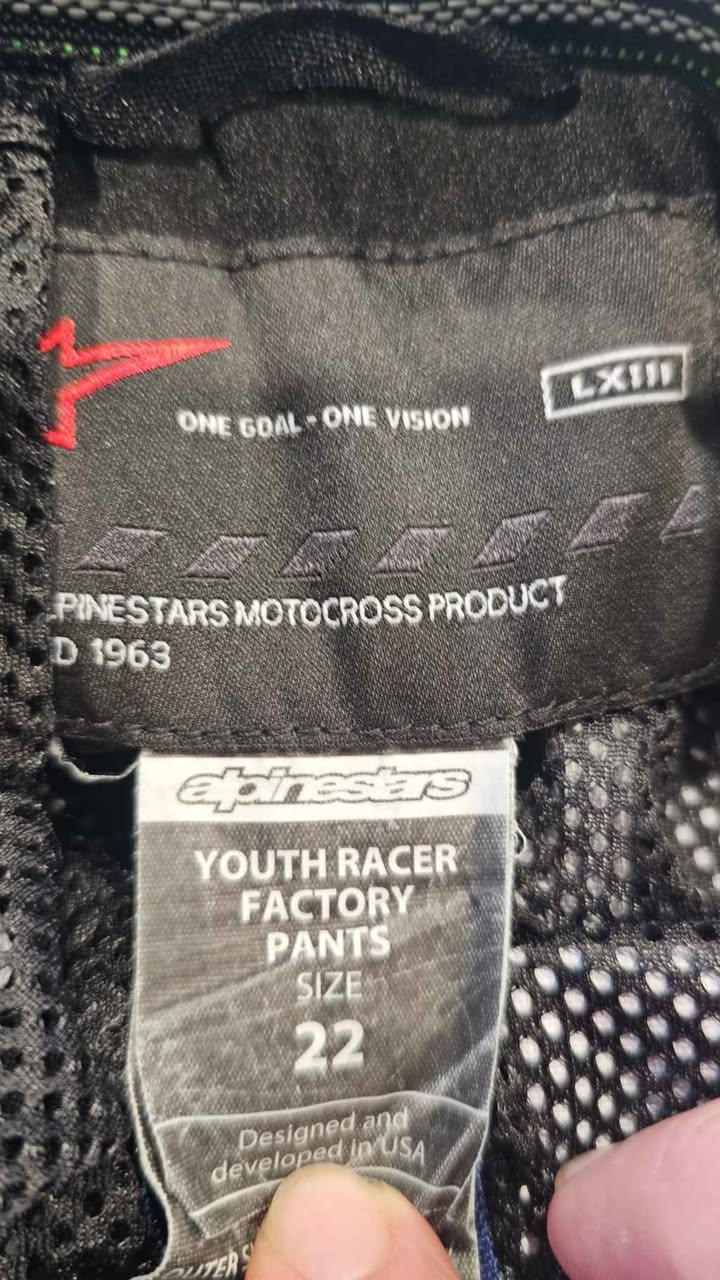 LXIII
ONE GOAL - ONE VISION
PINESTARS MOTOCROSS PRODUCT
D 1963
alpinestars
YOUTH RACER
FACTORY
PANTS
SIZE
22
Designed and
developed in USA